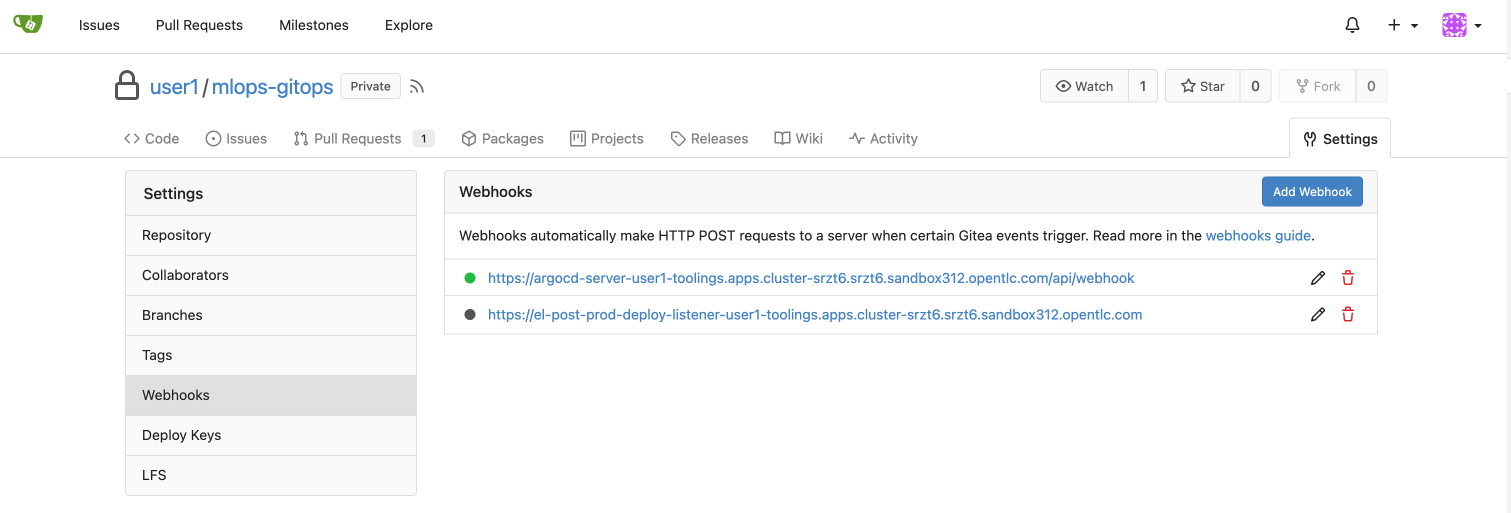 Issues Pull Requests Milestones Explore
user1/mlops-gitops Private Watch 1 Star 0 Fork 0
Code Issues Pull Requests 1 Packages Projects Releases Wiki Activity Settings
Settings
Repository
Collaborators
Branches
Tags
Webhooks
Deploy Keys
LFS
Webhooks Add Webhook
Webhooks automatically make HTTP POST requests to a server when certain Gitea events trigger. Read more in the webhooks guide.
https://argocd-server-user1-toolings.apps.cluster-srzt6.srzt6.sandbox312.opentlc.com/api/webhook
https://el-post-prod-deploy-listener-user1-toolings.apps.cluster-srzt6.srzt6.sandbox312.opentlc.com